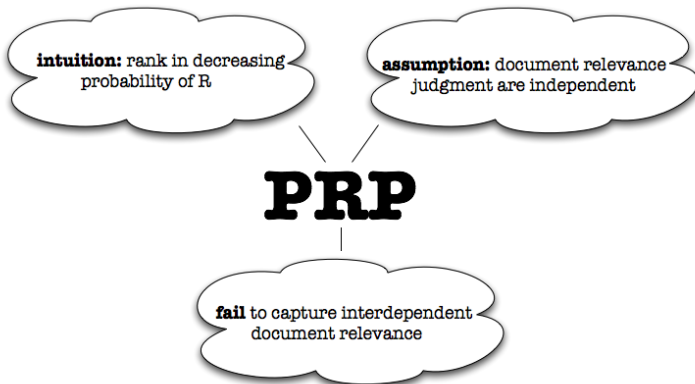 intuition: rank in decreasing
probability of R
assumption: document relevance
judgment are independent
PRP
fail to capture interdependent
document relevance